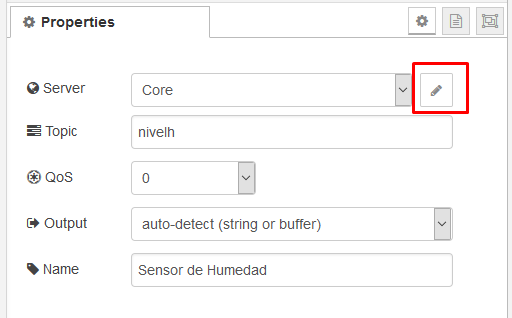 Properties
Server Core
Topic nivelh
QoS 0
Output auto-detect (string or buffer)
Name Sensor de Humedad